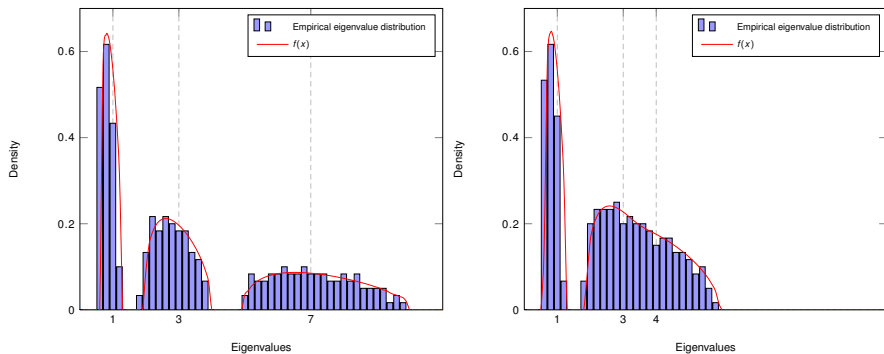 Empirical eigenvalue distribution
f(x)
0.6
0.4
0.2
0
Density
1
3
7
Eigenvalues
Empirical eigenvalue distribution
f(x)
0.6
0.4
0.2
0
Density
1
3
4
Eigenvalues